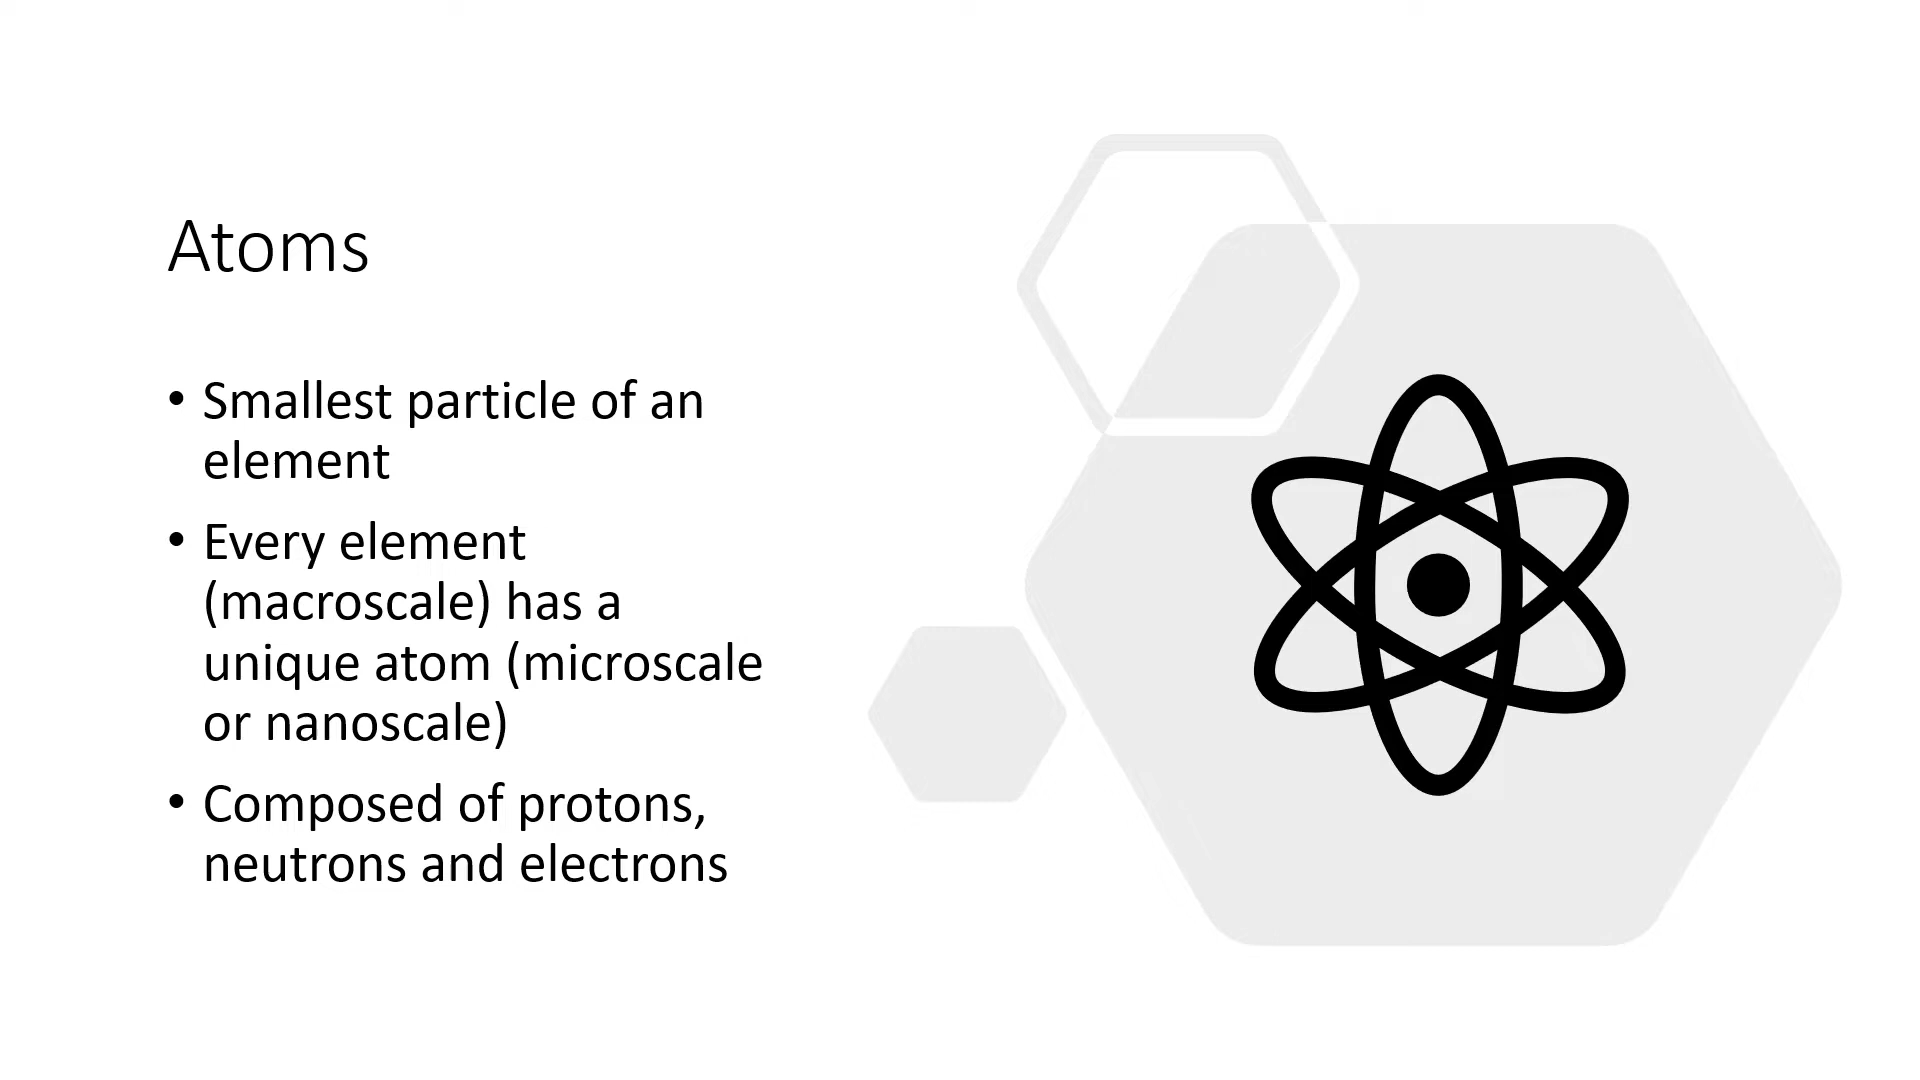 Atoms
• Smallest particle of an
element
• Every element
(macroscale) has a
unique atom (microscale
or nanoscale)
• Composed of protons,
neutrons and electrons